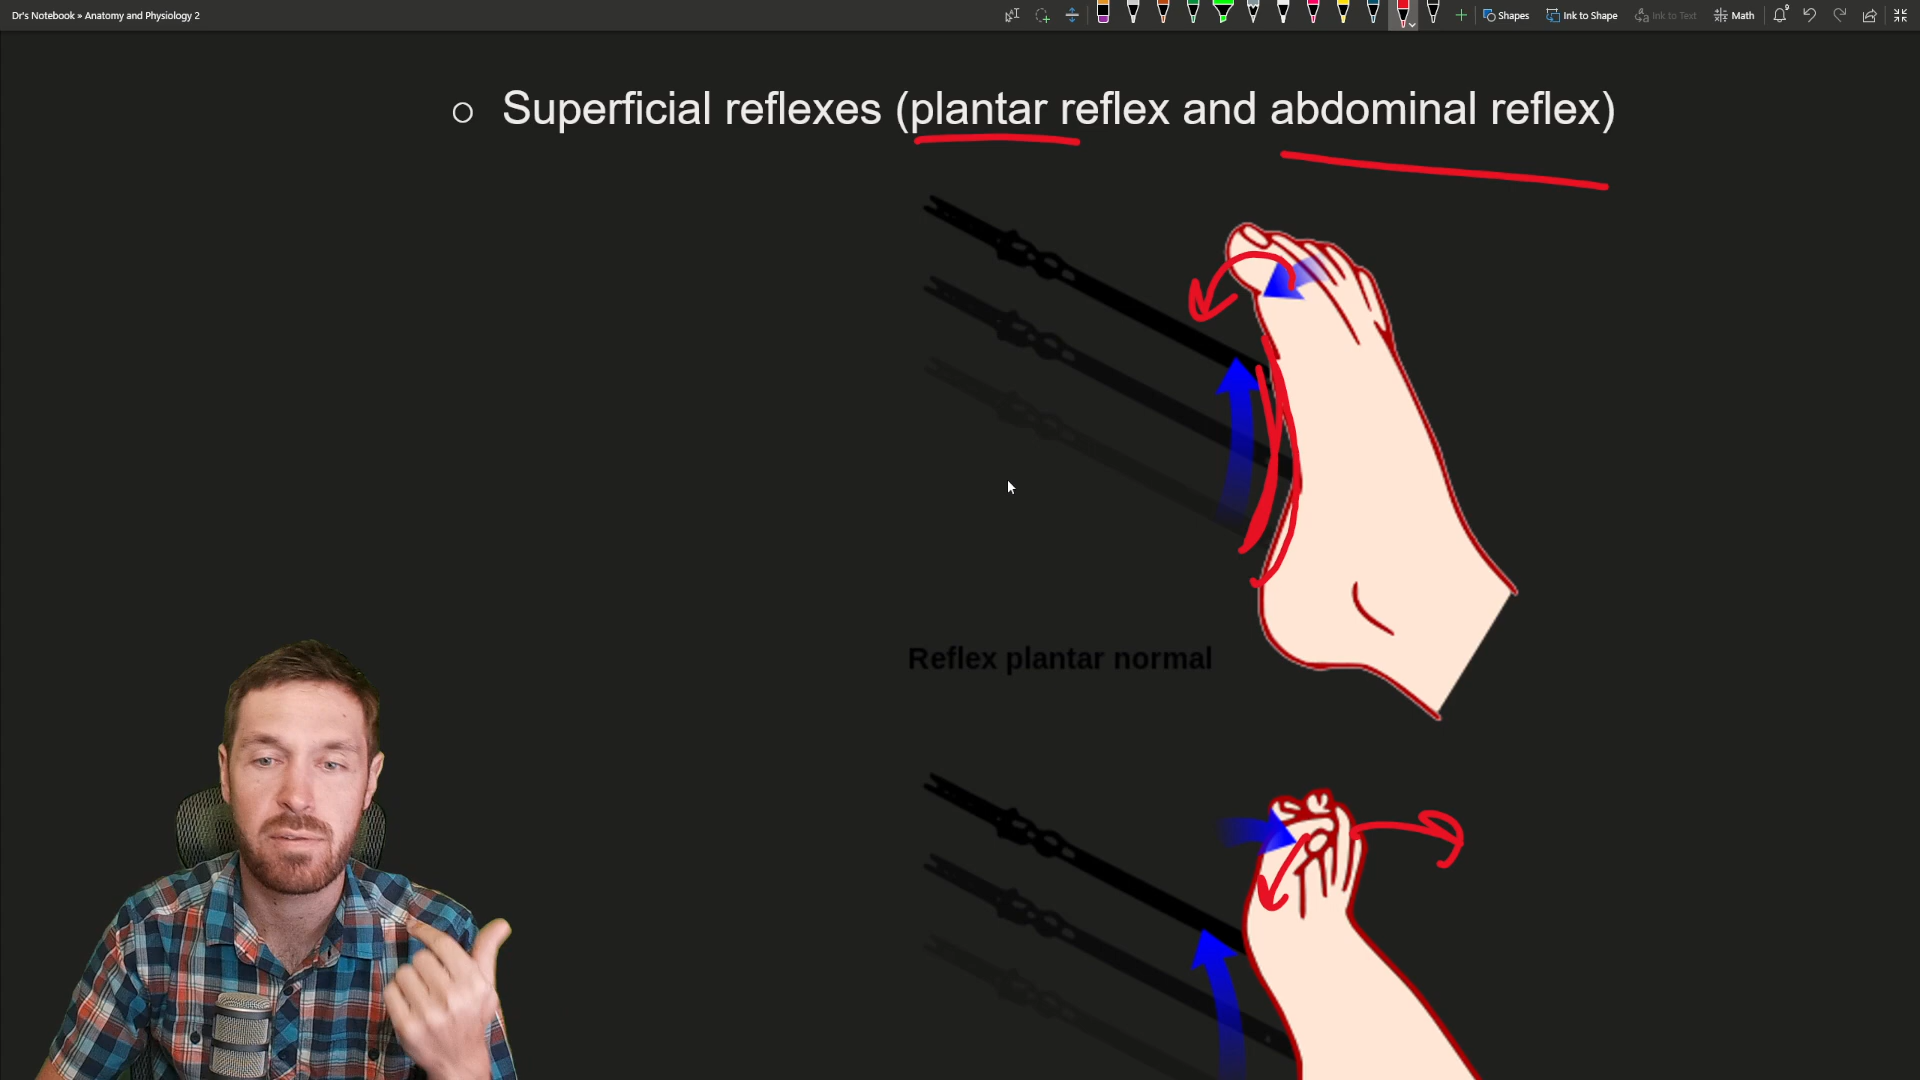 Dr's Notebook » Anatomy and Physiology 2
Shapes
Ink to Shape
Ink to Text
Math
Superficial reflexes (plantar reflex and abdominal reflex)
Reflex plantar normal